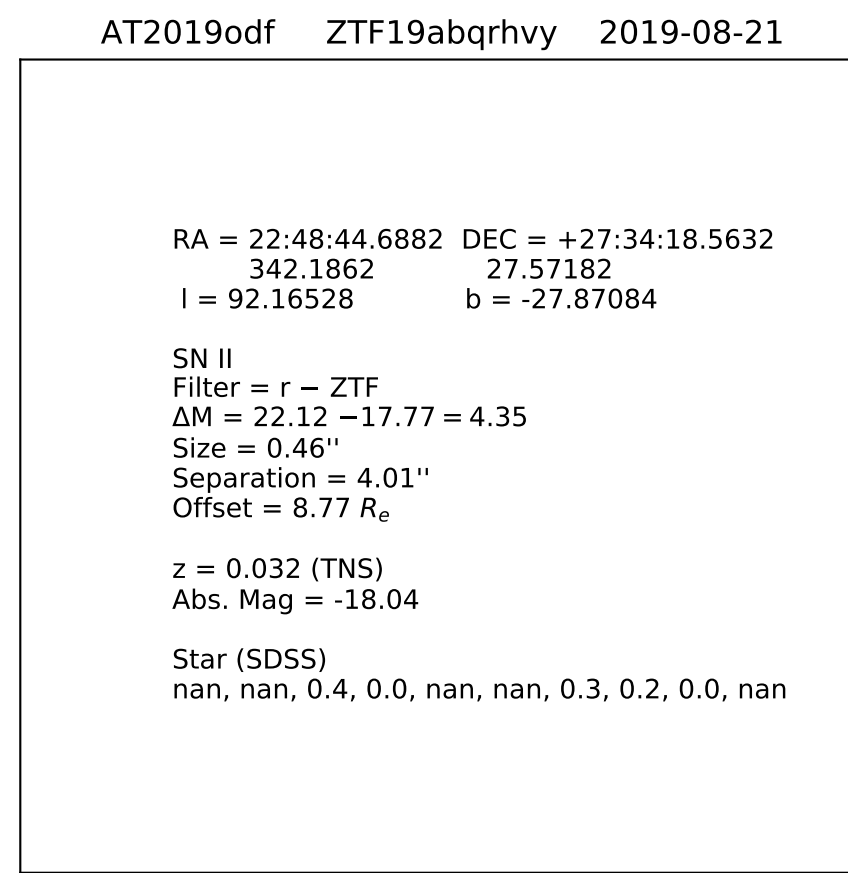 AT2019odf ZTF19abqrhvy 2019-08-21
RA = 22:48:44.6882 DEC = +27:34:18.5632
342.1862 27.57182
l = 92.16528 b = -27.87084
SN II
Filter = r − ZTF
ΔM = 22.12 −17.77 = 4.35
Size = 0.46''
Separation = 4.01''
Offset = 8.77 Re
z = 0.032 (TNS)
Abs. Mag = -18.04
Star (SDSS)
nan, nan, 0.4, 0.0, nan, nan, 0.3, 0.2, 0.0, nan